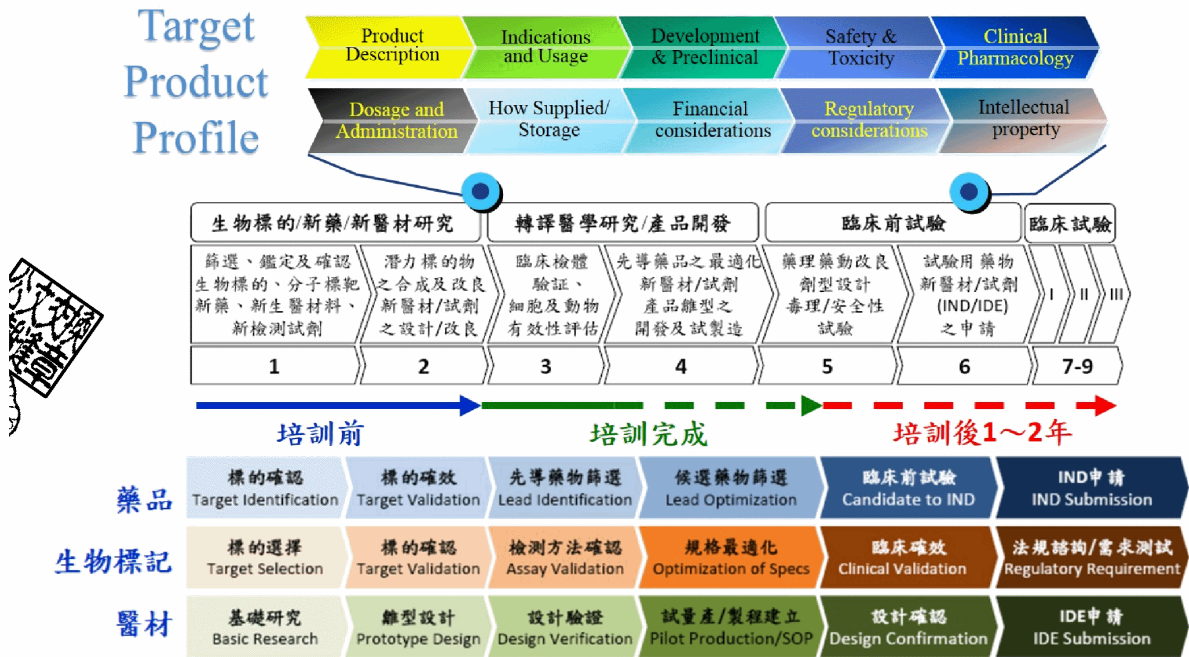 Target
Product
Profile
Product
Description
Indications
and Usage
Development
& Preclinical
Safety &
Toxicity
Clinical
Pharmacology
Dosage and
Administration
How Supplied/
Storage
Financial
considerations
Regulatory
considerations
Intellectual
property
生物標的/新藥/新醫材研究
轉譯醫學研究/產品開發
臨床前試驗
臨床試驗
篩選、鑑定及確認
生物標的、分子標靶
新藥、新生醫材料、
新檢測試劑
潛力標的物
之合成及改良
新醫材/試劑
之設計/改良
臨床檢體
驗証、
細胞及動物
有效性評估
先導藥品之最適化
新醫材/試劑
產品雛型之
開發及試製造
藥理藥動改良
劑型設計
毒理/安全性
試驗
試驗用藥物
新醫材/試劑
(IND/IDE)
之申請
I
II
III
1
2
3
4
5
6
7-9
培訓前
培訓完成
培訓後1～2年
藥品
標的確認
Target Identification
標的確效
Target Validation
先導藥物篩選
Lead Identification
候選藥物篩選
Lead Optimization
臨床前試驗
Candidate to IND
IND申請
IND Submission
生物標記
標的選擇
Target Selection
標的確認
Target Validation
檢測方法確認
Assay Validation
規格最適化
Optimization of Specs
臨床確效
Clinical Validation
法規諮詢/需求測試
Regulatory Requirement
醫材
基礎研究
Basic Research
雛型設計
Prototype Design
設計驗證
Design Verification
試量產/製程建立
Pilot Production/SOP
設計確認
Design Confirmation
IDE申請
IDE Submission